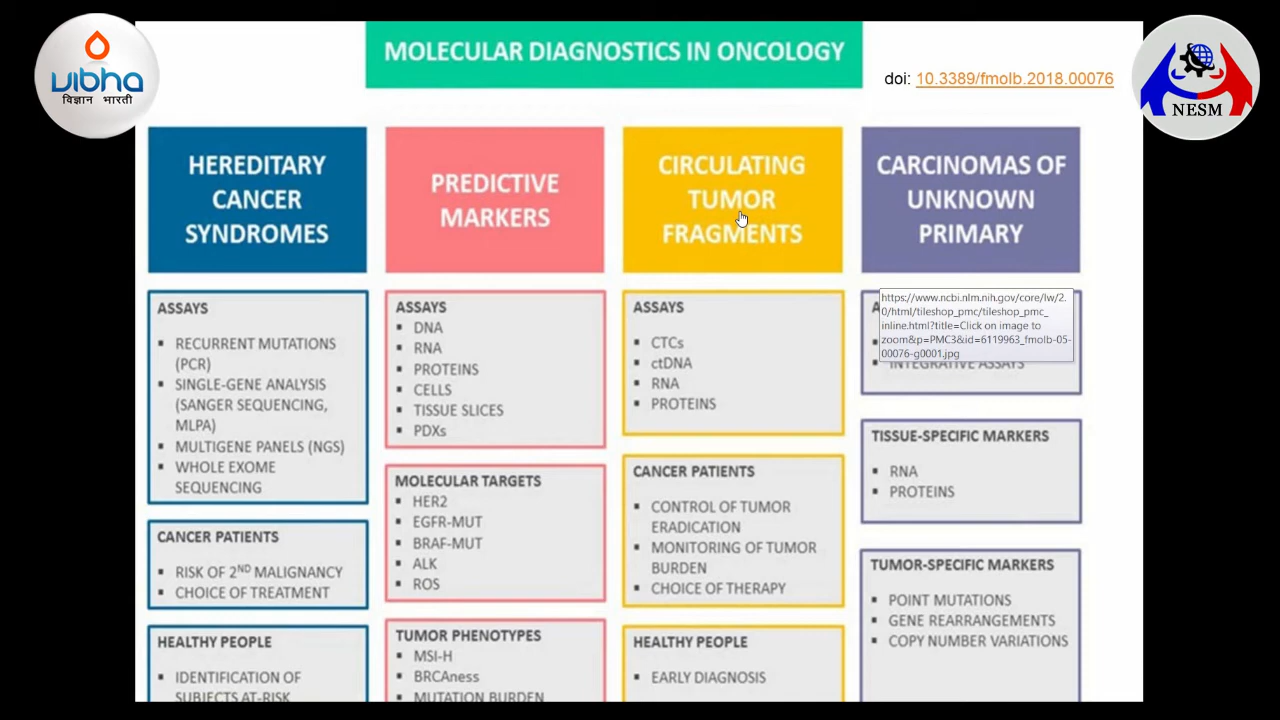 MOLECULAR DIAGNOSTICS IN ONCOLOGY
doi: 10.3389/fmolb.2018.00076
vibha
विज्ञान भारती
NESM
HEREDITARY
CANCER
SYNDROMES
ASSAYS
▪ RECURRENT MUTATIONS
(PCR)
▪ SINGLE-GENE ANALYSIS
(SANGER SEQUENCING,
MLPA)
▪ MULTIGENE PANELS (NGS)
▪ WHOLE EXOME
SEQUENCING
CANCER PATIENTS
▪ RISK OF 2ND MALIGNANCY
▪ CHOICE OF TREATMENT
HEALTHY PEOPLE
▪ IDENTIFICATION OF
SUBJECTS AT-RISK
PREDICTIVE
MARKERS
ASSAYS
▪ DNA
▪ RNA
▪ PROTEINS
▪ CELLS
▪ TISSUE SLICES
▪ PDXs
MOLECULAR TARGETS
▪ HER2
▪ EGFR-MUT
▪ BRAF-MUT
▪ ALK
▪ ROS
TUMOR PHENOTYPES
▪ MSI-H
▪ BRCAness
▪ MUTATION BURDEN
CIRCULATING
TUMOR
FRAGMENTS
ASSAYS
▪ CTCs
▪ ctDNA
▪ RNA
▪ PROTEINS
CANCER PATIENTS
▪ CONTROL OF TUMOR
ERADICATION
▪ MONITORING OF TUMOR
BURDEN
▪ CHOICE OF THERAPY
HEALTHY PEOPLE
▪ EARLY DIAGNOSIS
CARCINOMAS OF
UNKNOWN
PRIMARY
https://www.ncbi.nlm.nih.gov/core/lw/2.
0/html/tileshop_pmc/tileshop_pmc_
inline.html?title=Click on image to
zoom&p=PMC3&id=6119963_fmolb-05-
00076-g0001.jpg
▪ INTEGRATIVE ASSAYS
TISSUE-SPECIFIC MARKERS
▪ RNA
▪ PROTEINS
TUMOR-SPECIFIC MARKERS
▪ POINT MUTATIONS
▪ GENE REARRANGEMENTS
▪ COPY NUMBER VARIATIONS